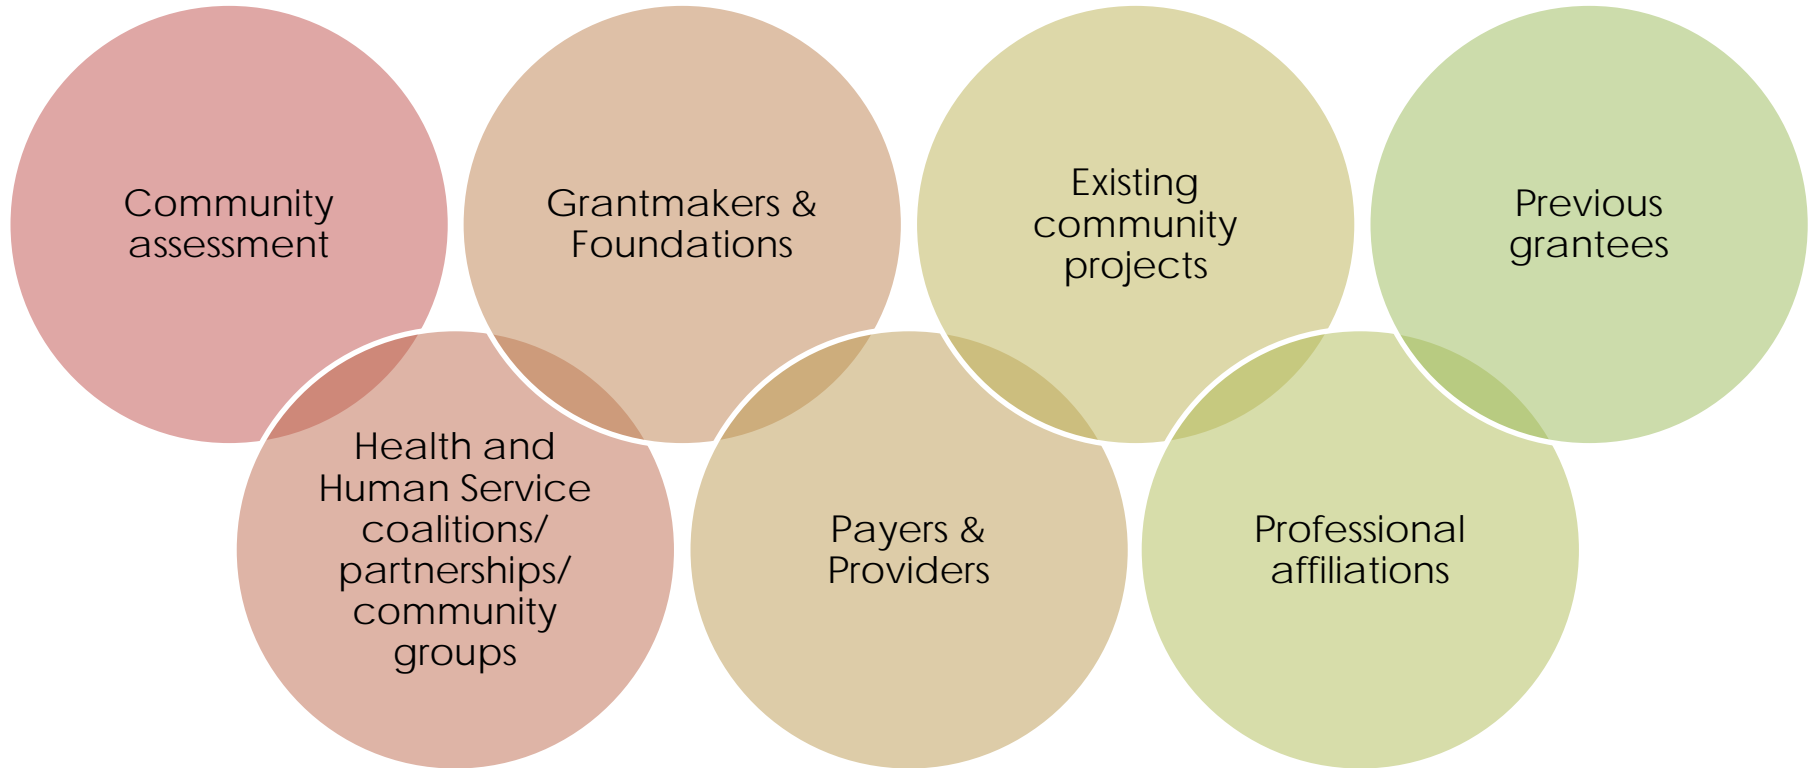 Community
assessment
Grantmakers &
Foundations
Existing
community
projects
Previous
grantees
Health and
Human Service
coalitions/
partnerships/
community
groups
Payers &
Providers
Professional
affiliations